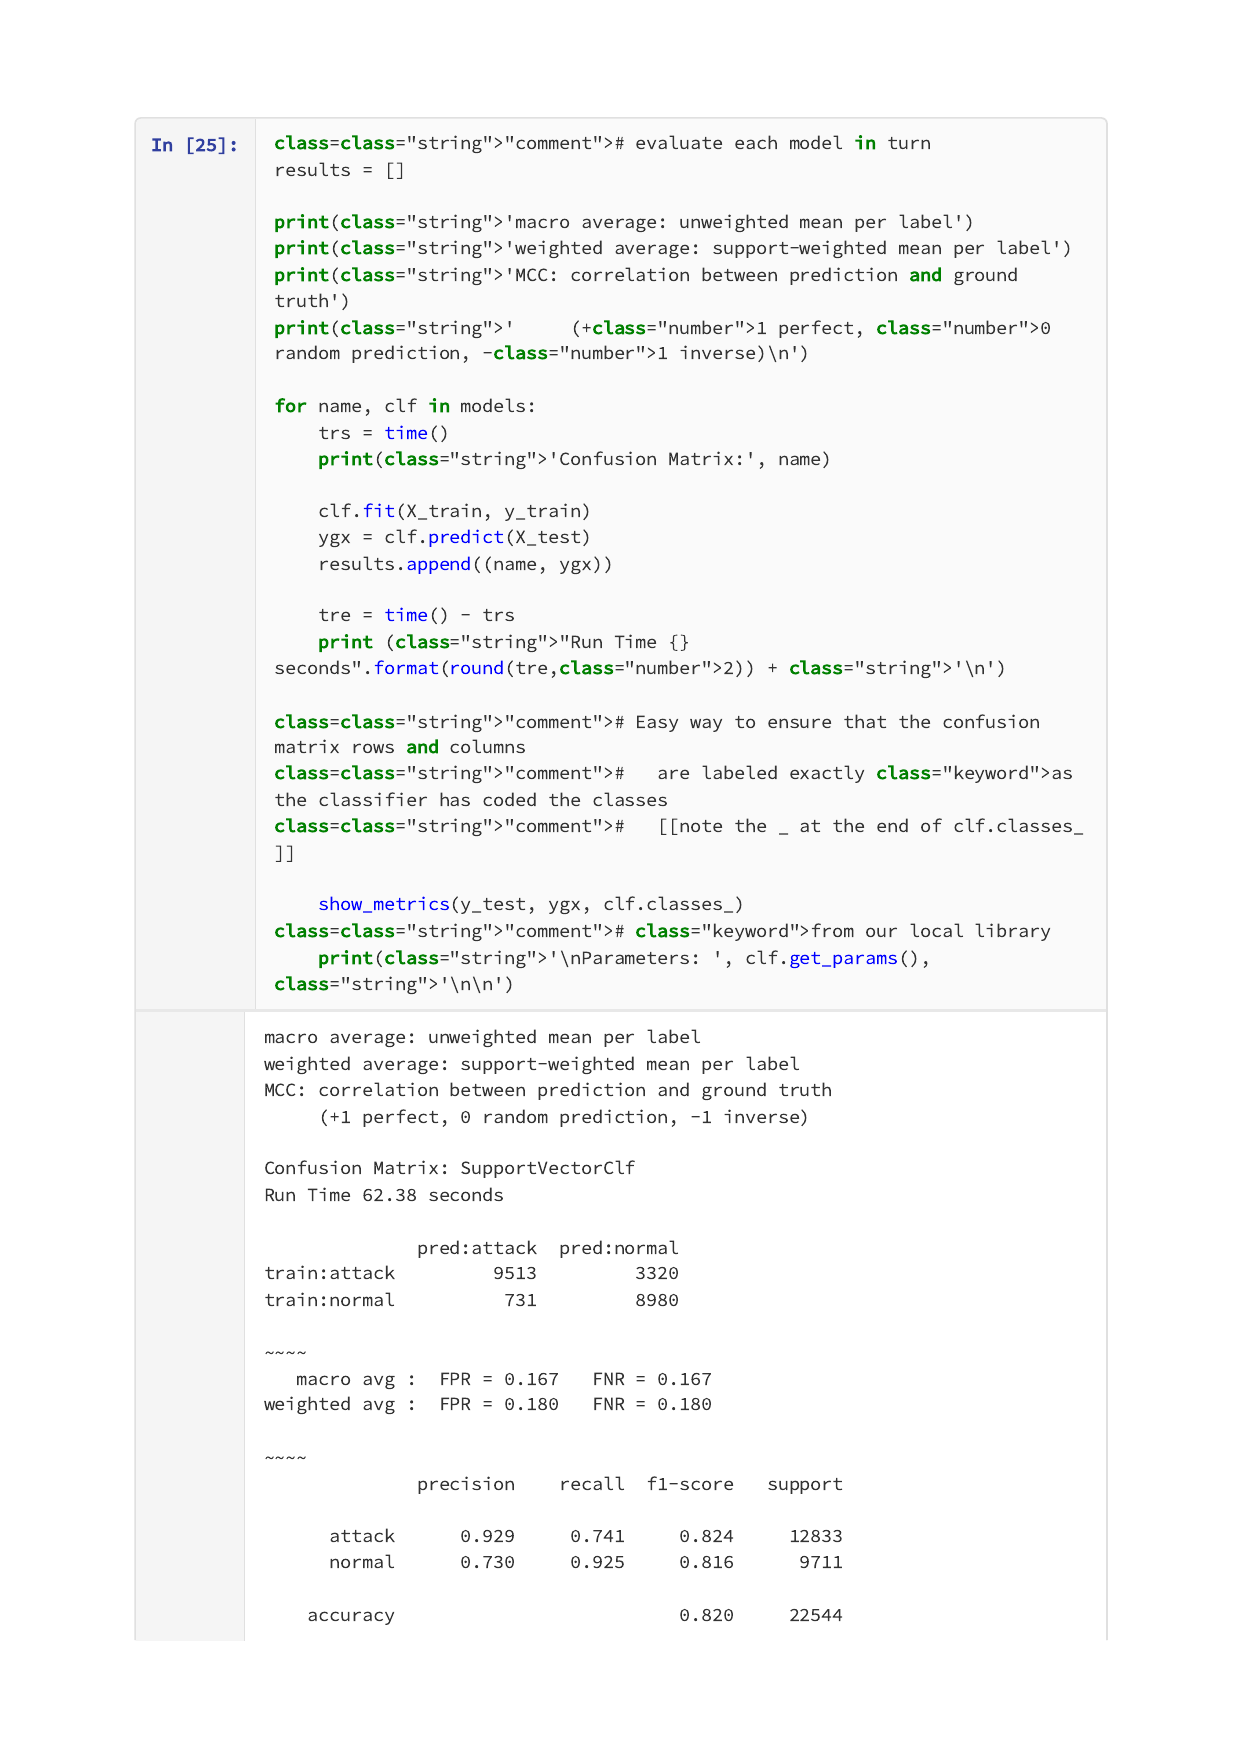 In [25]:
class=class="string">"comment"># evaluate each model in turn
results = []
print(class="string">'macro average: unweighted mean per label')
print(class="string">'weighted average: support-weighted mean per label')
print(class="string">'MCC: correlation between prediction and ground
truth')
print(class="string">'     (+class="number">1 perfect, class="number">0
random prediction, -class="number">1 inverse)\n')
for name, clf in models:
    trs = time()
    print(class="string">'Confusion Matrix:', name)
    clf.fit(X_train, y_train)
    ygx = clf.predict(X_test)
    results.append((name, ygx))
    tre = time() - trs
    print (class="string">"Run Time {}
seconds".format(round(tre,class="number">2)) + class="string">'\n')
class=class="string">"comment"># Easy way to ensure that the confusion
matrix rows and columns
class=class="string">"comment">#   are labeled exactly class="keyword">as
the classifier has coded the classes
class=class="string">"comment">#   [[note the _ at the end of clf.classes_
]]
    show_metrics(y_test, ygx, clf.classes_)
class=class="string">"comment"># class="keyword">from our local library
    print(class="string">'\nParameters: ', clf.get_params(),
class="string">'\n\n')
macro average: unweighted mean per label
weighted average: support-weighted mean per label
MCC: correlation between prediction and ground truth
     (+1 perfect, 0 random prediction, -1 inverse)
Confusion Matrix: SupportVectorClf
Run Time 62.38 seconds
              pred:attack  pred:normal
train:attack         9513         3320
train:normal          731         8980
~~~~
   macro avg :  FPR = 0.167   FNR = 0.167
weighted avg :  FPR = 0.180   FNR = 0.180
~~~~
              precision    recall  f1-score   support
      attack      0.929     0.741     0.824     12833
      normal      0.730     0.925     0.816      9711
    accuracy                          0.820     22544